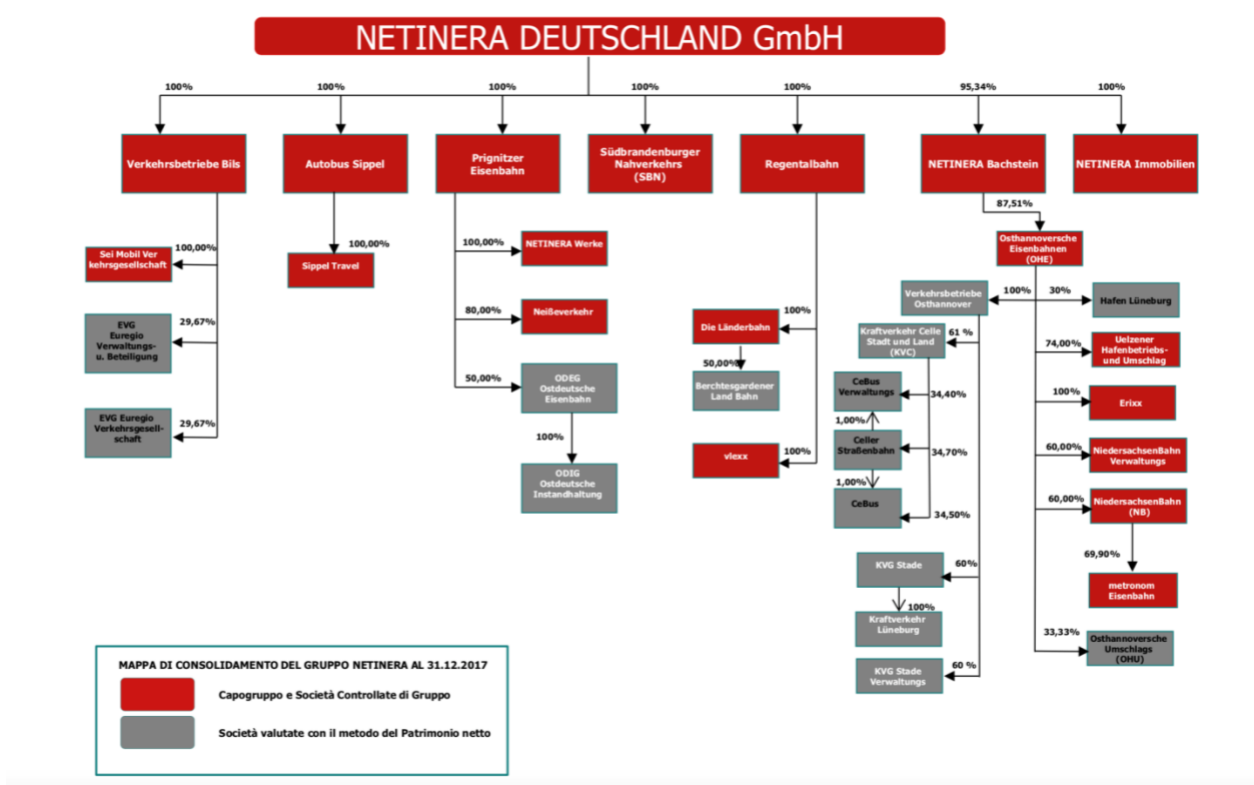 NETINERA DEUTSCHLAND GmbH
100%
100%
100%
100%
100%
95,34%
100%
Verkehrsbetriebe Bils
Autobus Sippel
Prignitzer
Eisenbahn
Südbrandenburger
Nahverkehrs
(SBN)
Regentalbahn
NETINERA Bachstein
NETINERA Immobilien
87,51%
100,00%
Sei Mobil Ver
kehrsgesellschaft
29,67%
EVG
Euregio
Verwaltungs-
u. Beteiligung
29,67%
EVG Euregio
Verkehrsgesell-
schaft
100,00%
Sippel Travel
100,00%
NETINERA Werke
80,00%
Neißeverkehr
50,00%
ODEG
Ostdeutsche
Eisenbahn
100%
ODIG
Ostdeutsche
Instandhaltung
100%
Die Länderbahn
50,00%
Berchtesgardener
Land Bahn
100%
vlexx
Osthannoversche
Eisenbahnen
(OHE)
100%
30%
Verkehrsbetriebe
Osthannover
Hafen Lüneburg
61 %
Kraftverkehr Celle
Stadt und Land
(KVC)
74,00%
Uelzener
Hafenbetriebs-
und Umschlag
CeBus
Verwaltungs
34,40%
100%
Erixx
1,00%
Celler
Straßenbahn
34,70%
60,00%
NiedersachsenBahn
Verwaltungs
1,00%
CeBus
34,50%
60,00%
NiedersachsenBahn
(NB)
69,90%
metronom
Eisenbahn
KVG Stade
60%
100%
Kraftverkehr
Lüneburg
33,33%
Osthannoversche
Umschlags
(OHU)
KVG Stade
Verwaltungs
60 %
MAPPA DI CONSOLIDAMENTO DEL GRUPPO NETINERA AL 31.12.2017
Capogruppo e Società Controllate di Gruppo
Società valutate con il metodo del Patrimonio netto